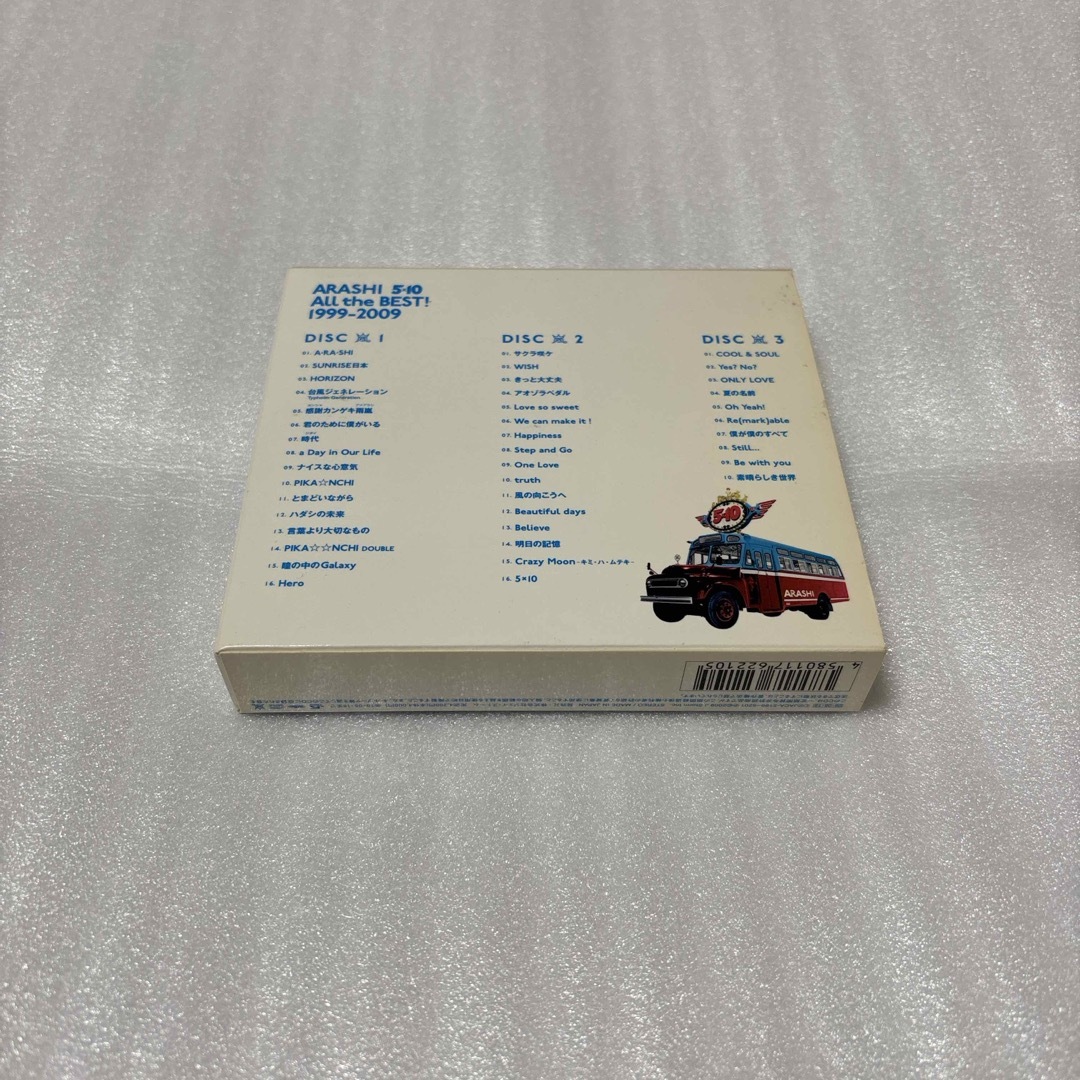 ARASHI 5×10
All the BEST!
1999-2009
DISC 1
01. A・RA・SHI
02. SUNRISE日本
03. HORIZON
04. 台風ジェネレーション
Typhoon Generation
05. 感謝カンゲキ雨嵐
06. 君のために僕がいる
07. 時代
08. a Day in Our Life
09. ナイスな心意気
10. PIKA☆NCHI
11. とまどいながら
12. ハダシの未来
13. 言葉より大切なもの
14. PIKA☆☆NCHI DOUBLE
15. 瞳の中のGalaxy
16. Hero
DISC 2
01. サクラ咲ケ
02. WISH
03. きっと大丈夫
04. アオゾラペダル
05. Love so sweet
06. We can make it!
07. Happiness
08. Step and Go
09. One Love
10. truth
11. 風の向こうへ
12. Beautiful days
13. Believe
14. 明日の記憶
15. Crazy Moon ~キミ・ハ・ムテキ~
16. 5×10
DISC 3
01. COOL & SOUL
02. Yes? No?
03. ONLY LOVE
04. 夏の名前
05. Oh Yeah!
06. Re(mark)able
07. 僕が僕のすべて
08. Still...
09. Be with you
10. 素晴らしき世界
5×10
ARASHI
4 580117 622105